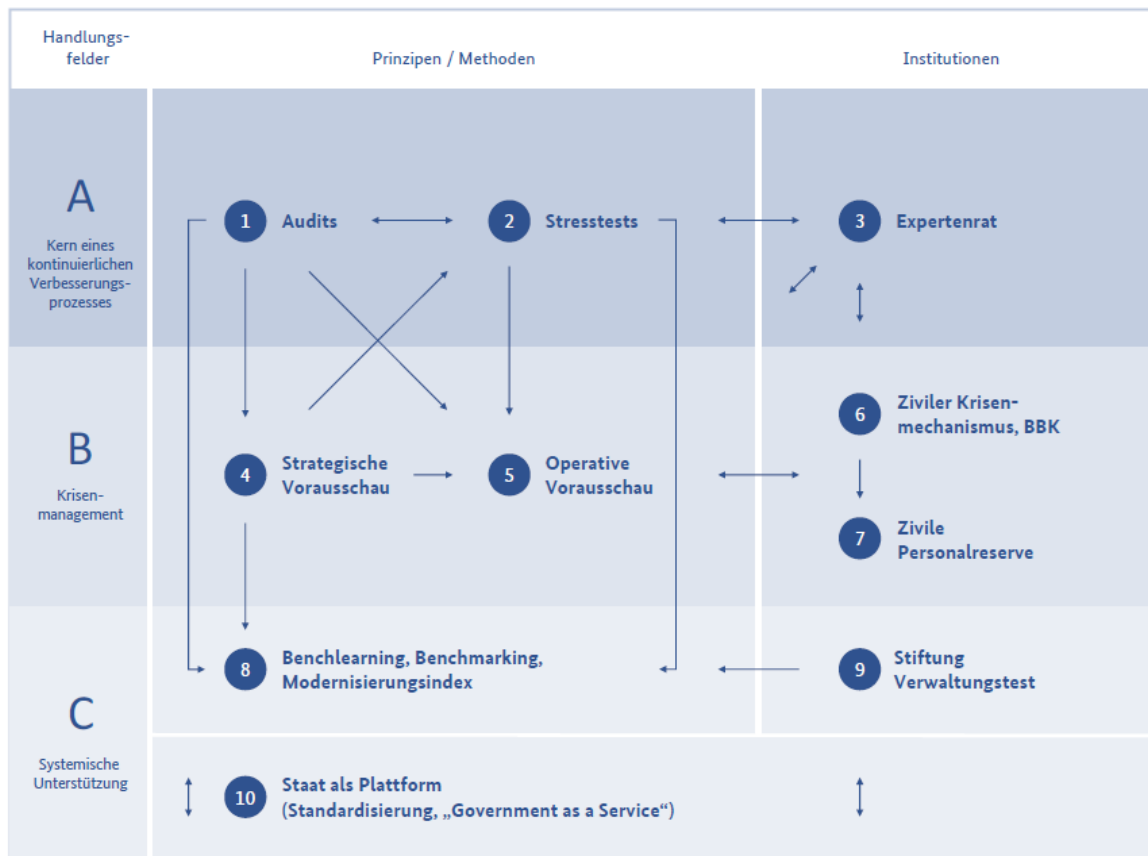 Handlungs-
felder
Prinzipen / Methoden
Institutionen
A
Kern eines
kontinuierlichen
Verbesserungs-
prozesses
1 Audits
2 Stresstests
3 Expertenrat
B
Krisen-
management
4 Strategische
Vorausschau
5 Operative
Vorausschau
6 Ziviler Krisen-
mechanismus, BBK
7 Zivile
Personalreserve
C
Systemische
Unterstützung
8 Benchlearning, Benchmarking,
Modernisierungsindex
9 Stiftung
Verwaltungstest
10 Staat als Plattform
(Standardisierung, „Government as a Service“)